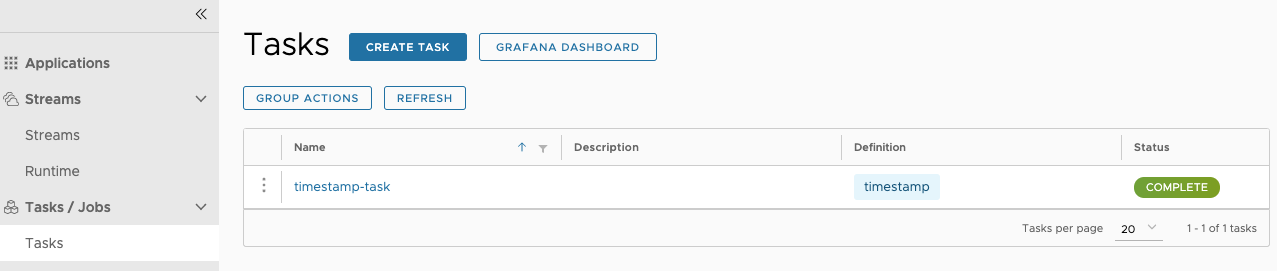 Applications
Streams
Streams
Runtime
Tasks / Jobs
Tasks
Tasks CREATE TASK GRAFANA DASHBOARD
GROUP ACTIONS REFRESH
Name Description Definition Status
timestamp-task timestamp COMPLETE
Tasks per page 20 1 - 1 of 1 tasks